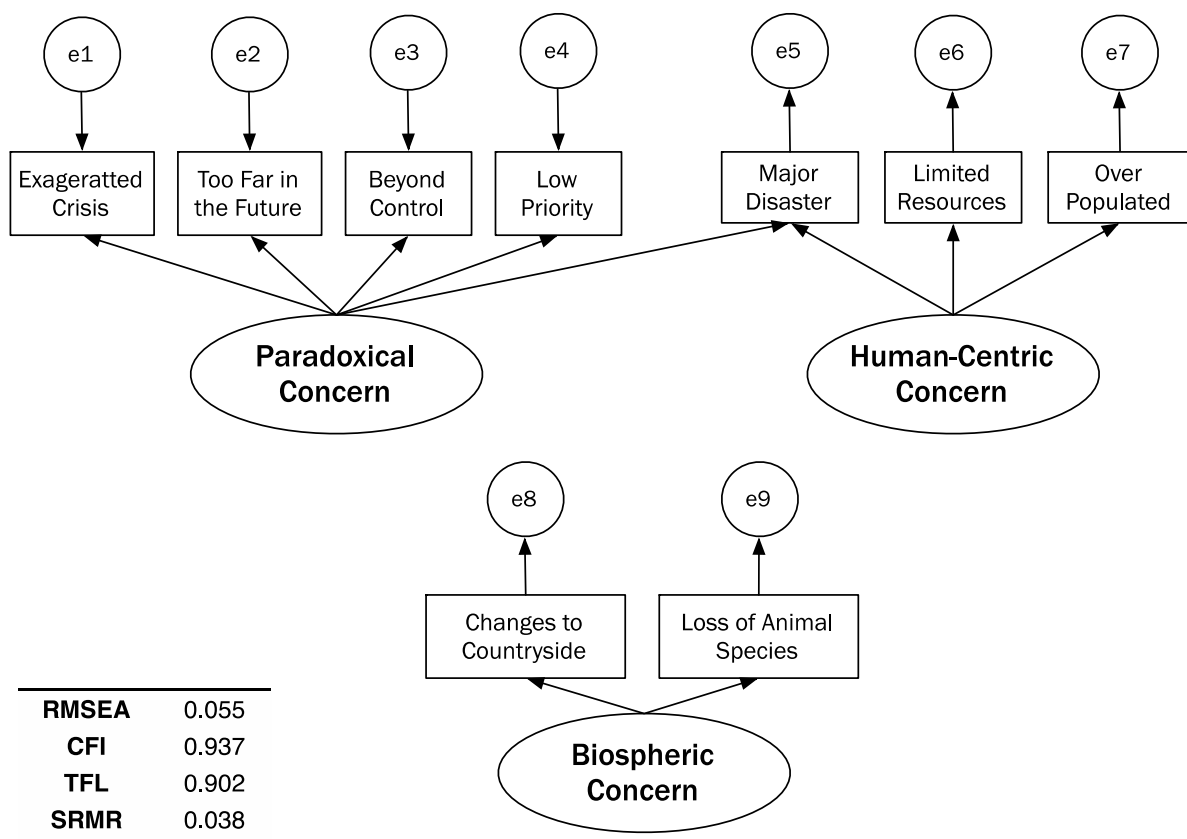 e1
e2
e3
e4
e5
e6
e7
Exageratted
Crisis
Too Far in
the Future
Beyond
Control
Low
Priority
Major
Disaster
Limited
Resources
Over
Populated
Paradoxical
Concern
Human-Centric
Concern
e8
e9
Changes to
Countryside
Loss of Animal
Species
Biospheric
Concern
RMSEA 0.055
CFI 0.937
TFL 0.902
SRMR 0.038